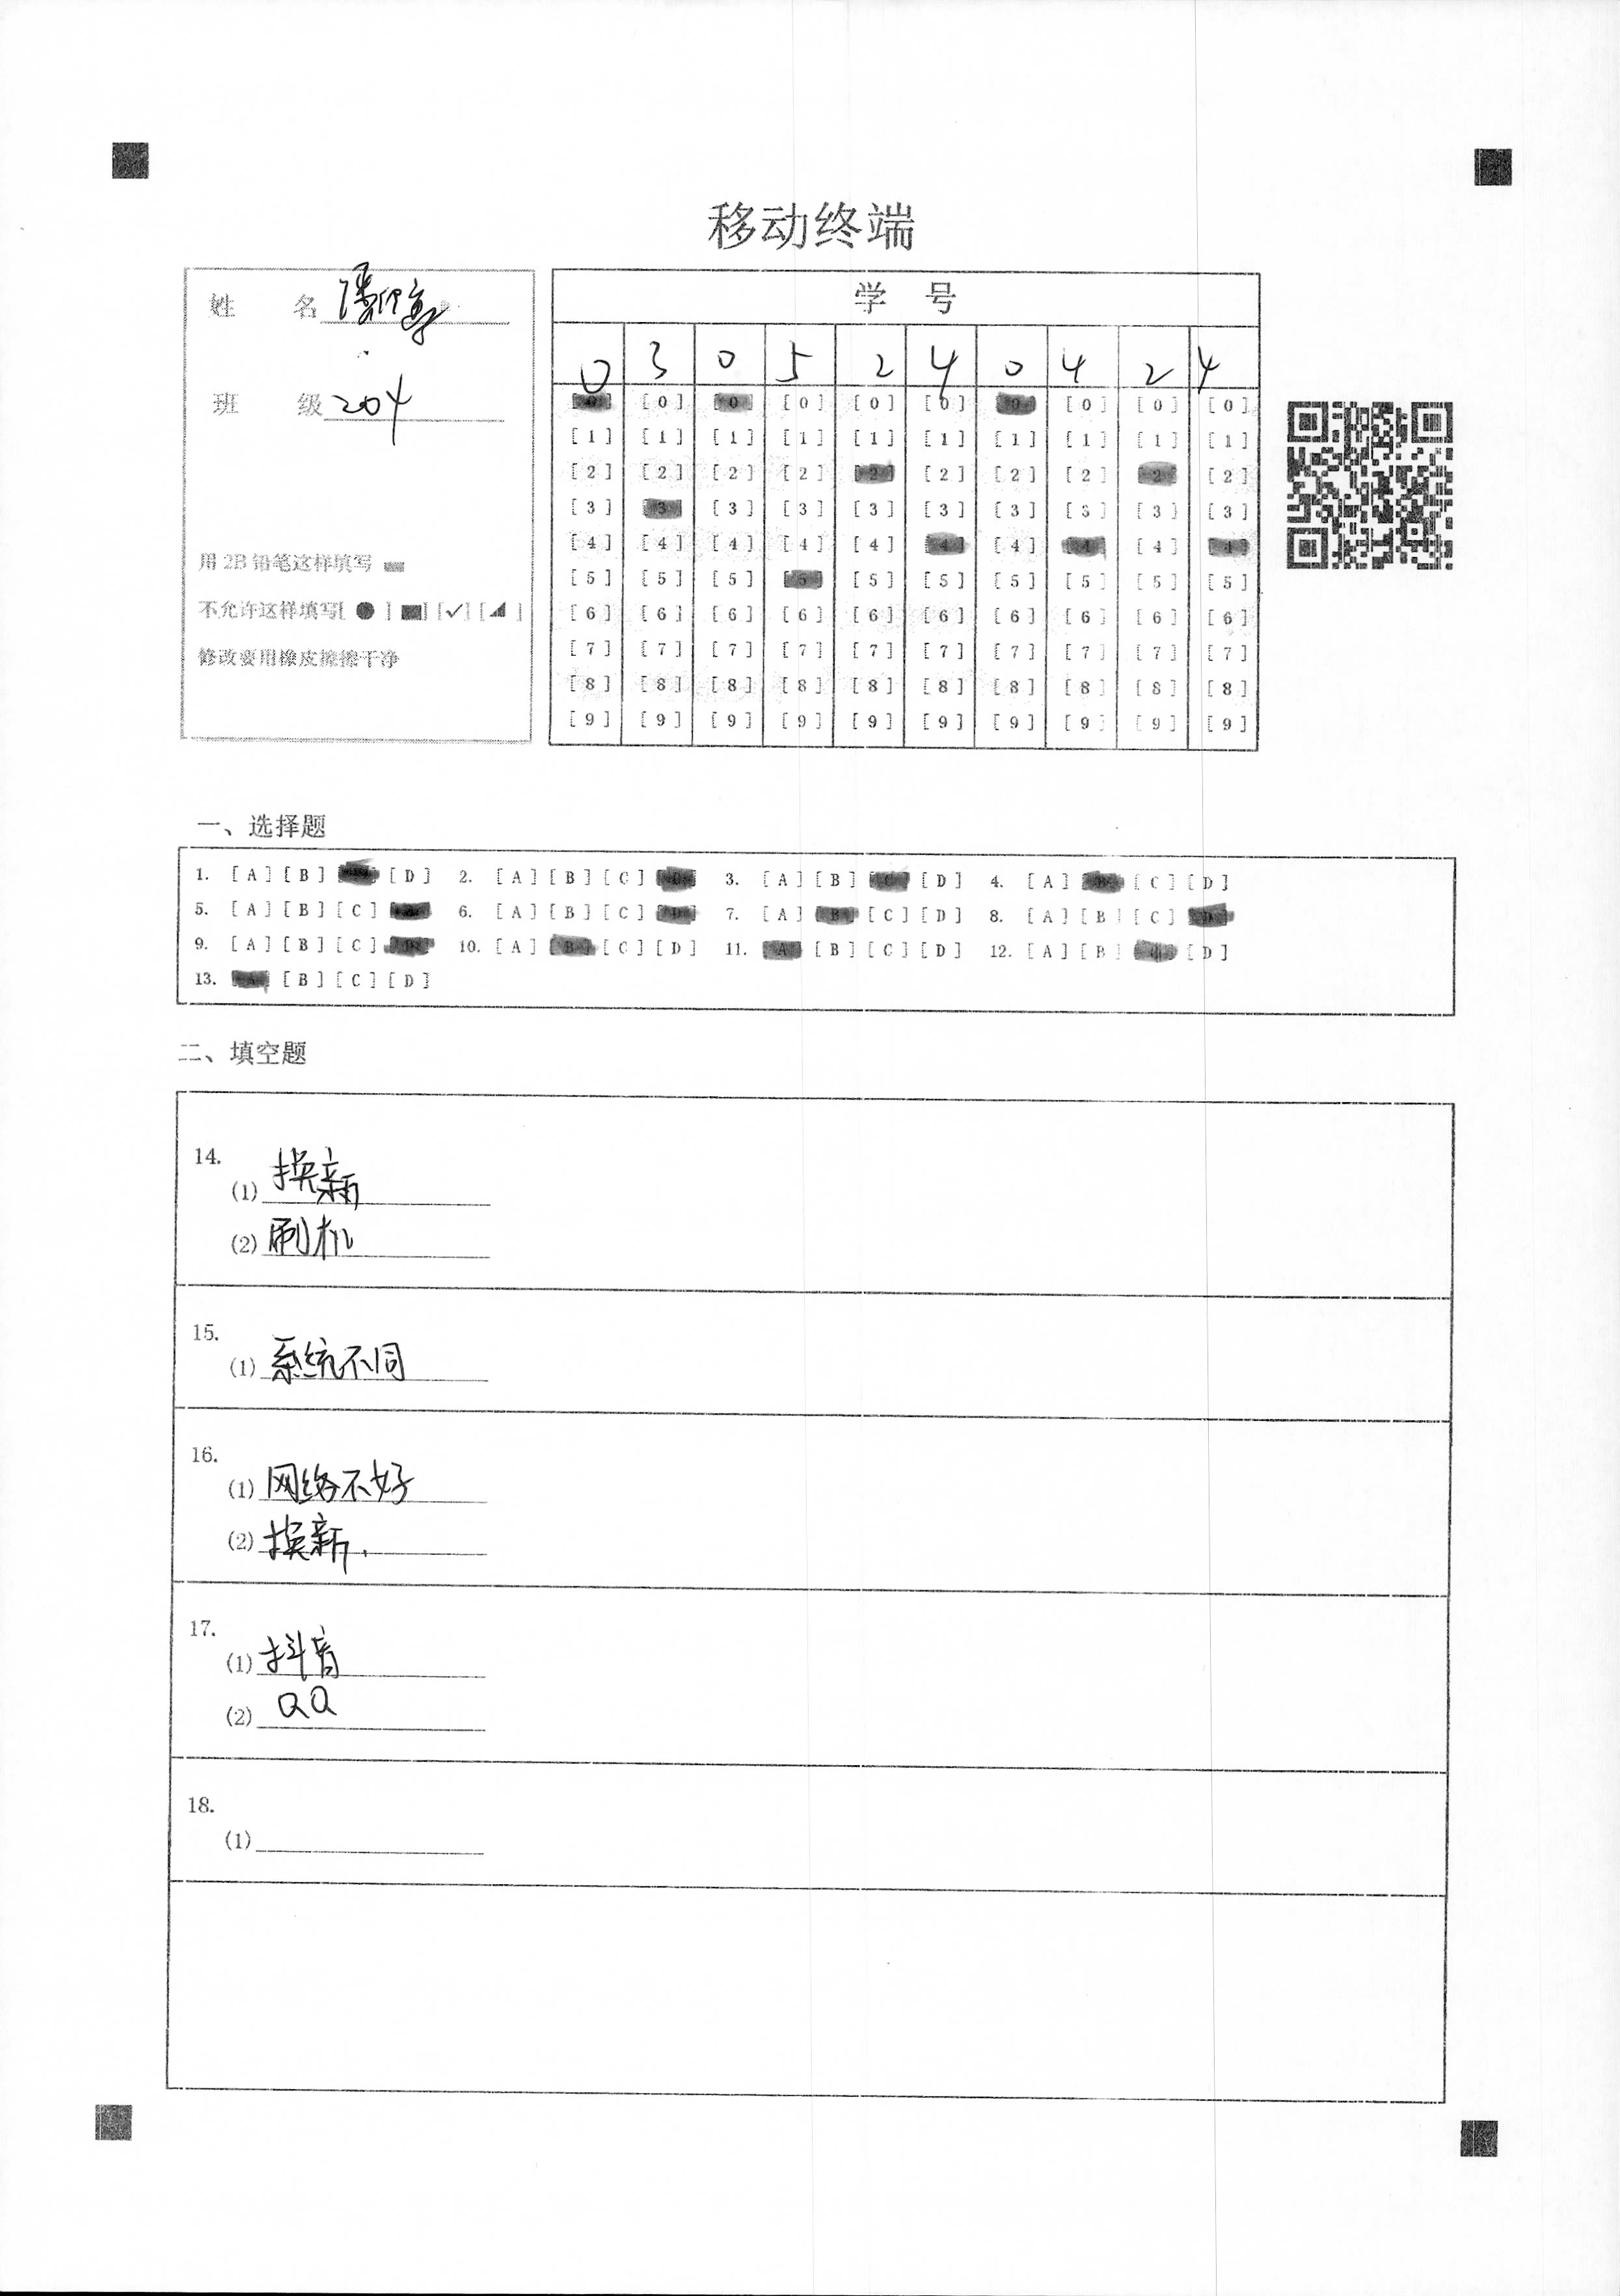 移动终端
姓 名
班 级 204
用 2B 铅笔这样填写
不允许这样填写[ ● ] [■] [✓] [◢ ]
修改要用橡皮擦擦干净
学 号
0 3 0 5 2 4 0 4 2 4
[0] [0] [0] [0] [0] [0] [0] [0] [0] [0]
[1] [1] [1] [1] [1] [1] [1] [1] [1] [1]
[2] [2] [2] [2] [2] [2] [2] [2] [2] [2]
[3] [3] [3] [3] [3] [3] [3] [3] [3] [3]
[4] [4] [4] [4] [4] [4] [4] [4] [4] [4]
[5] [5] [5] [5] [5] [5] [5] [5] [5] [5]
[6] [6] [6] [6] [6] [6] [6] [6] [6] [6]
[7] [7] [7] [7] [7] [7] [7] [7] [7] [7]
[8] [8] [8] [8] [8] [8] [8] [8] [8] [8]
[9] [9] [9] [9] [9] [9] [9] [9] [9] [9]
一、选择题
1. [A] [B] [D] 2. [A] [B] [C] [D] 3. [A] [B] [C] [D] 4. [A] [B] [C] [D]
5. [A] [B] [C] 6. [A] [B] [C] [D] 7. [A] [B] [C] [D] 8. [A] [B] [C] [D]
9. [A] [B] [C] [D] 10. [A] [B] [C] [D] 11. [A] [B] [C] [D] 12. [A] [B] [C] [D]
13. [A] [B] [C] [D]
二、填空题
14.
(1) 换新
(2) 刷机
15.
(1) 系统不同
16.
(1) 网络不好
(2) 换新.
17.
(1) 抖音
(2) QQ
18.
(1)